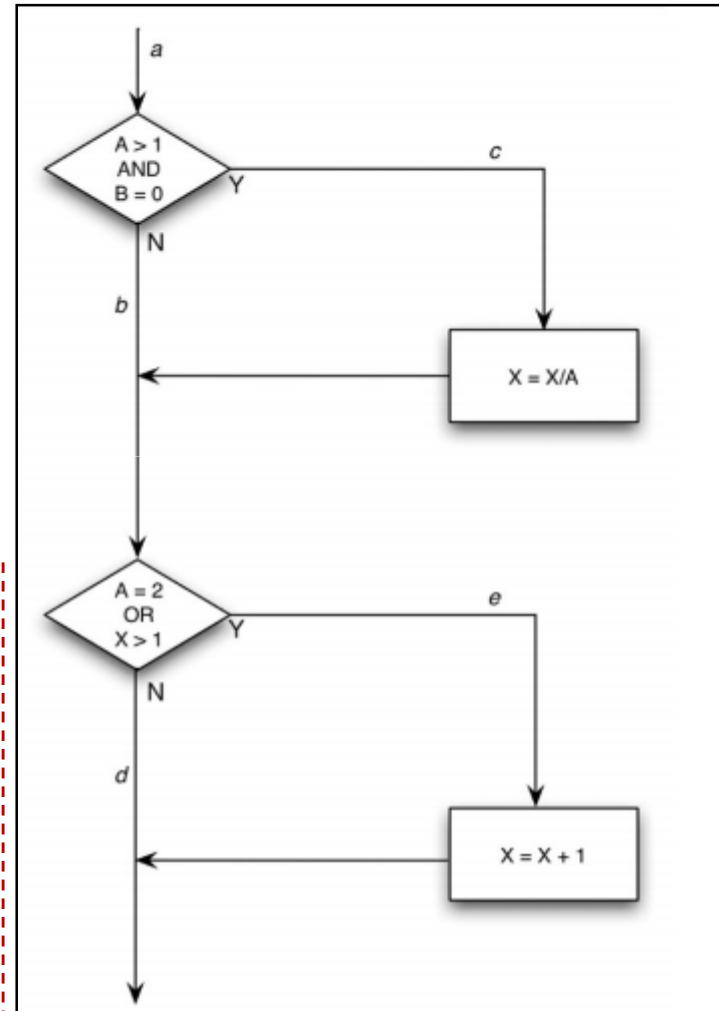 a
A > 1
AND
B = 0
Y
c
N
b
X = X/A
A = 2
OR
X > 1
Y
e
N
d
X = X + 1